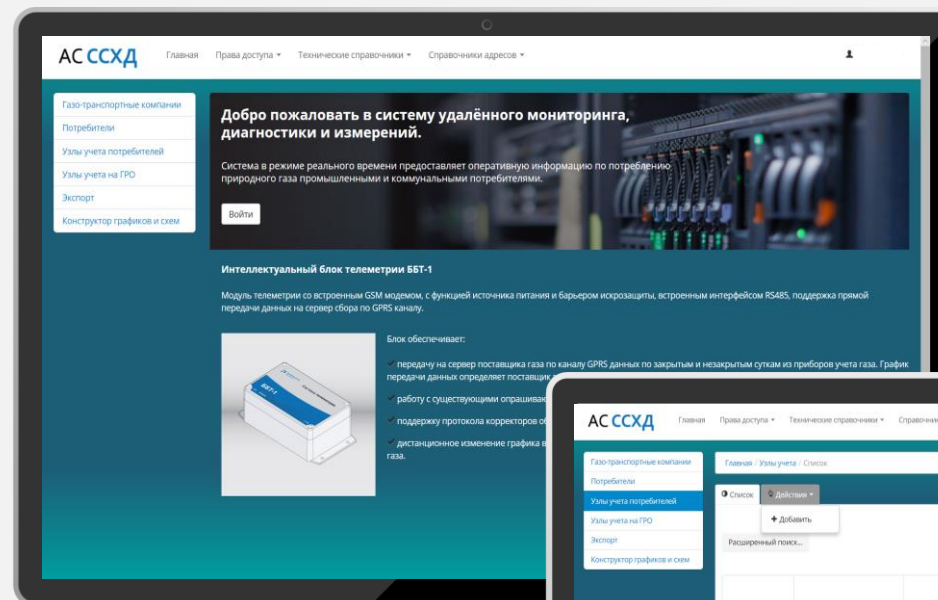 АС ССХД
Главная Права доступа Технические справочники Справочники адресов
Газо-транспортные компании
Потребители
Узлы учета потребителей
Узлы учета на ГРО
Экспорт
Конструктор графиков и схем
Добро пожаловать в систему удалённого мониторинга,
диагностики и измерений.
Система в режиме реального времени предоставляет оперативную информацию по потреблению
природного газа промышленными и коммунальными потребителями.
Войти
Интеллектуальный блок телеметрии ББТ-1
Модуль телеметрии со встроенным GSM модемом, с функцией источника питания и барьером искрозащиты, встроенным интерфейсом RS485, поддержка прямой
передачи данных на сервер сбора по GPRS каналу.
ББТ-1
Блок обеспечивает:
передачу на сервер поставщика газа по каналу GPRS данных по закрытым и незакрытым суткам из приборов учета газа. График
передачи данных определяет поставщик
работу с существующими
поддержку протокола корректоров
дистанционное изменение графика
газа.
АС ССХД
Главная Права доступа Технические справочники
Газо-транспортные компании
Потребители
Узлы учета потребителей
Узлы учета на ГРО
Экспорт
Конструктор графиков и схем
Главная / Узлы учета / Список
Список Действия
+ Добавить
Расширенный поиск...